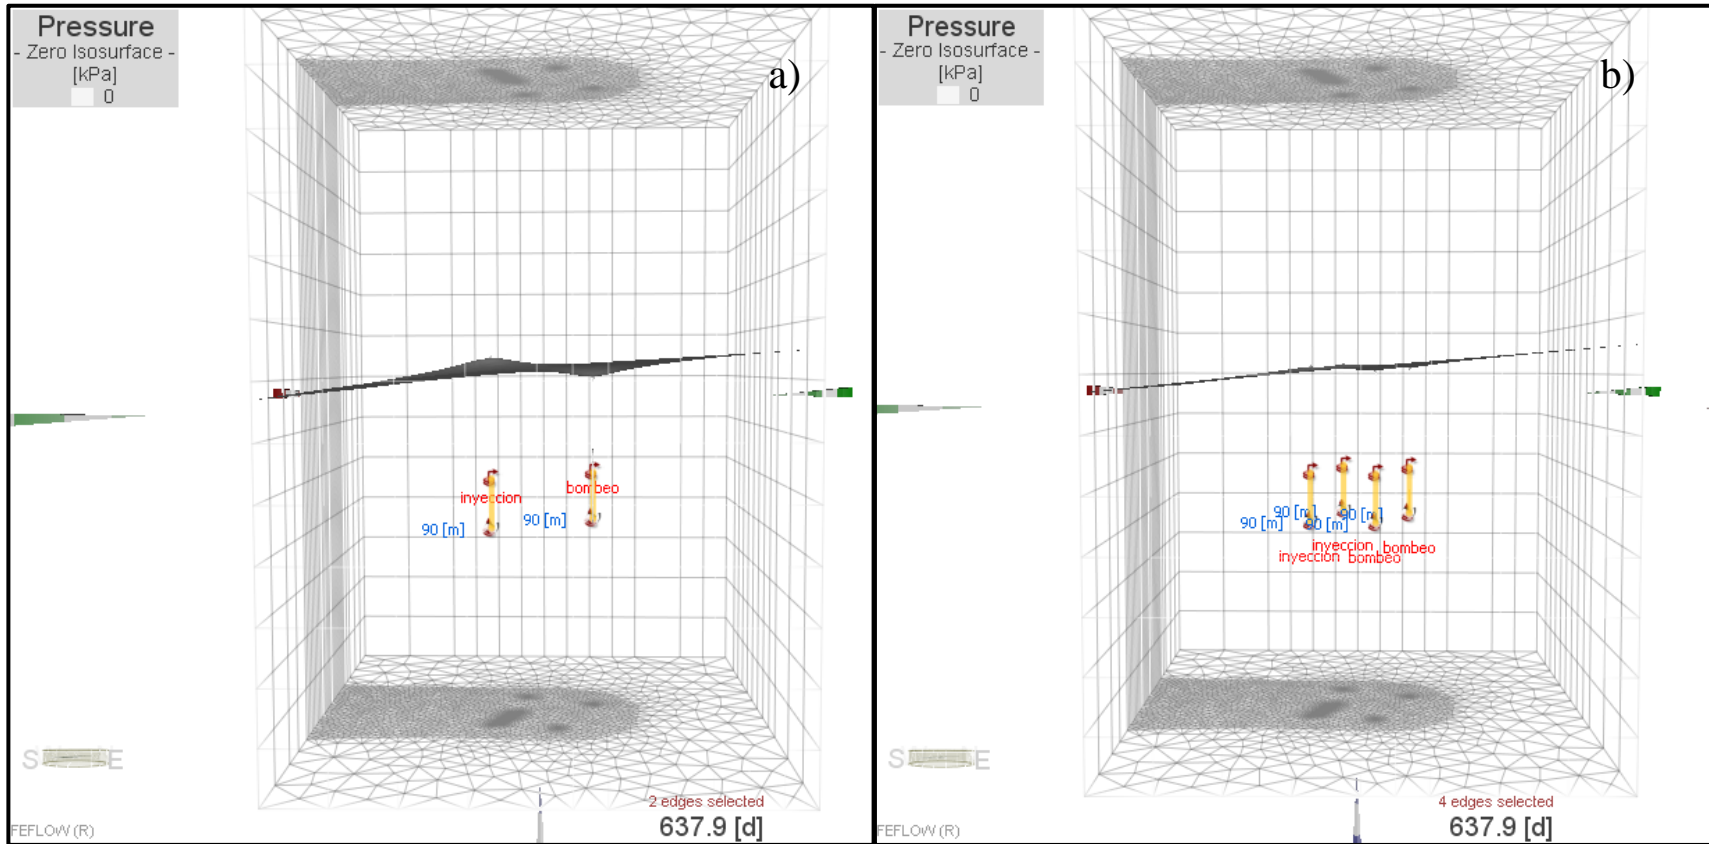 Pressure
- Zero Isosurface -
[kPa]
0
a)
inyeccion
bombeo
90 [m]
90 [m]
S
E
2 edges selected
637.9 [d]
FEFLOW (R)
Pressure
- Zero Isosurface -
[kPa]
0
b)
90 [m]
90 [m]
90 [m]
90 [m]
inyeccion
bombeo
inyeccion
bombeo
S
E
4 edges selected
637.9 [d]
FEFLOW (R)